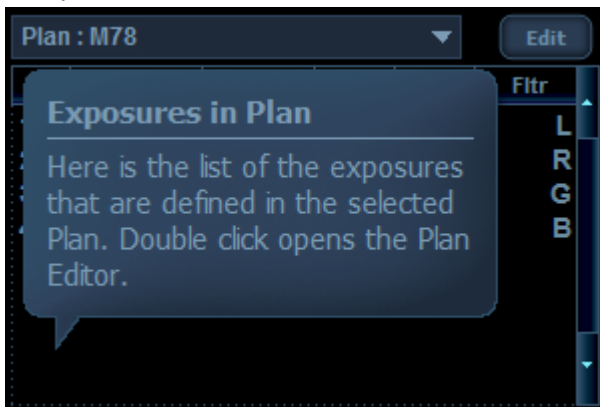 Plan : M78
Edit
Fltr
Exposures in Plan
Here is the list of the exposures
that are defined in the selected
Plan. Double click opens the Plan
Editor.
L
R
G
B